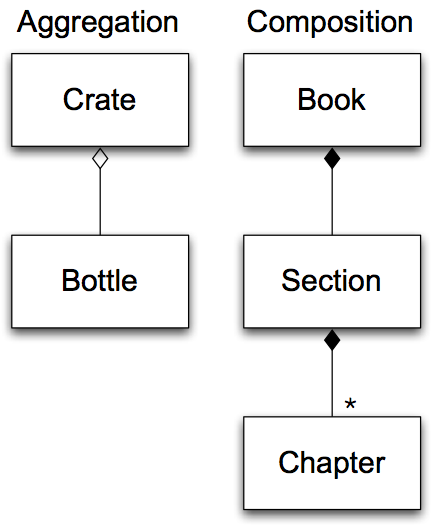 Aggregation
Crate
Bottle
Composition
Book
Section
*
Chapter